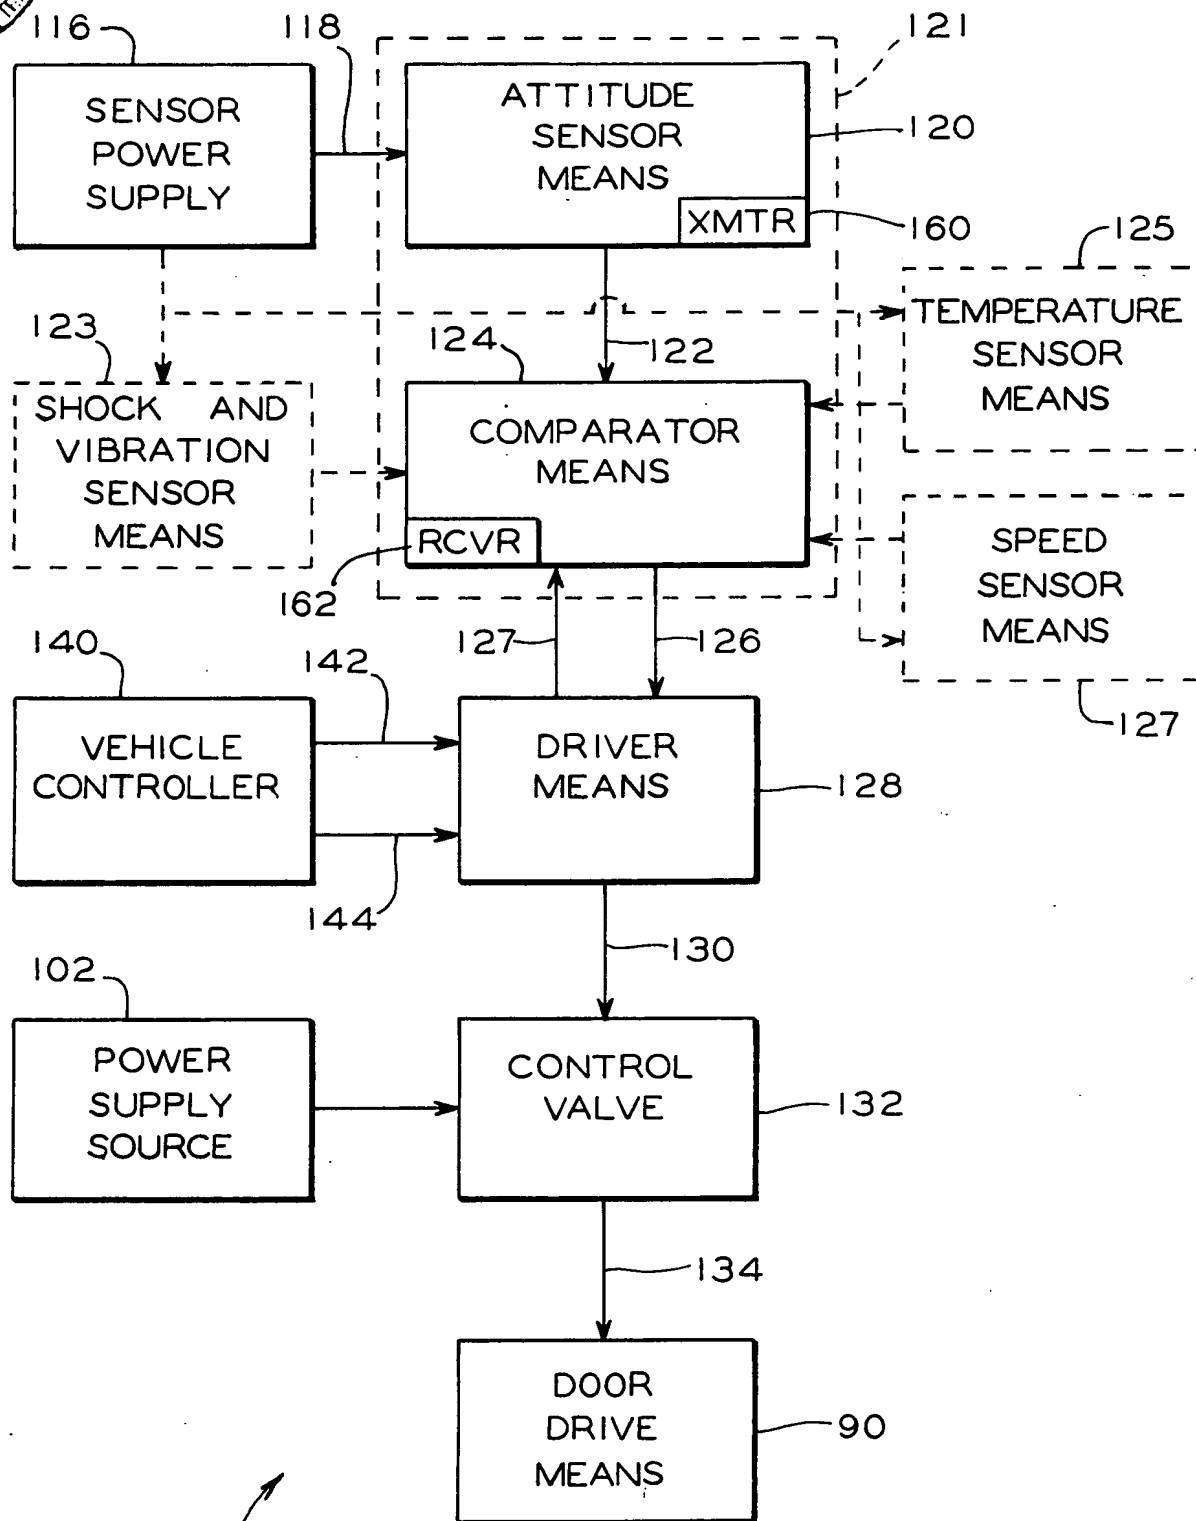 116
118
121
SENSOR
POWER
SUPPLY
ATTITUDE
SENSOR
MEANS
XMTR
120
160
125
123
124
122
TEMPERATURE
SENSOR
MEANS
SHOCK AND
VIBRATION
SENSOR
MEANS
COMPARATOR
MEANS
RCVR
162
SPEED
SENSOR
MEANS
127
140
142
127
126
VEHICLE
CONTROLLER
DRIVER
MEANS
128
144
130
102
POWER
SUPPLY
SOURCE
CONTROL
VALVE
132
134
DOOR
DRIVE
MEANS
90